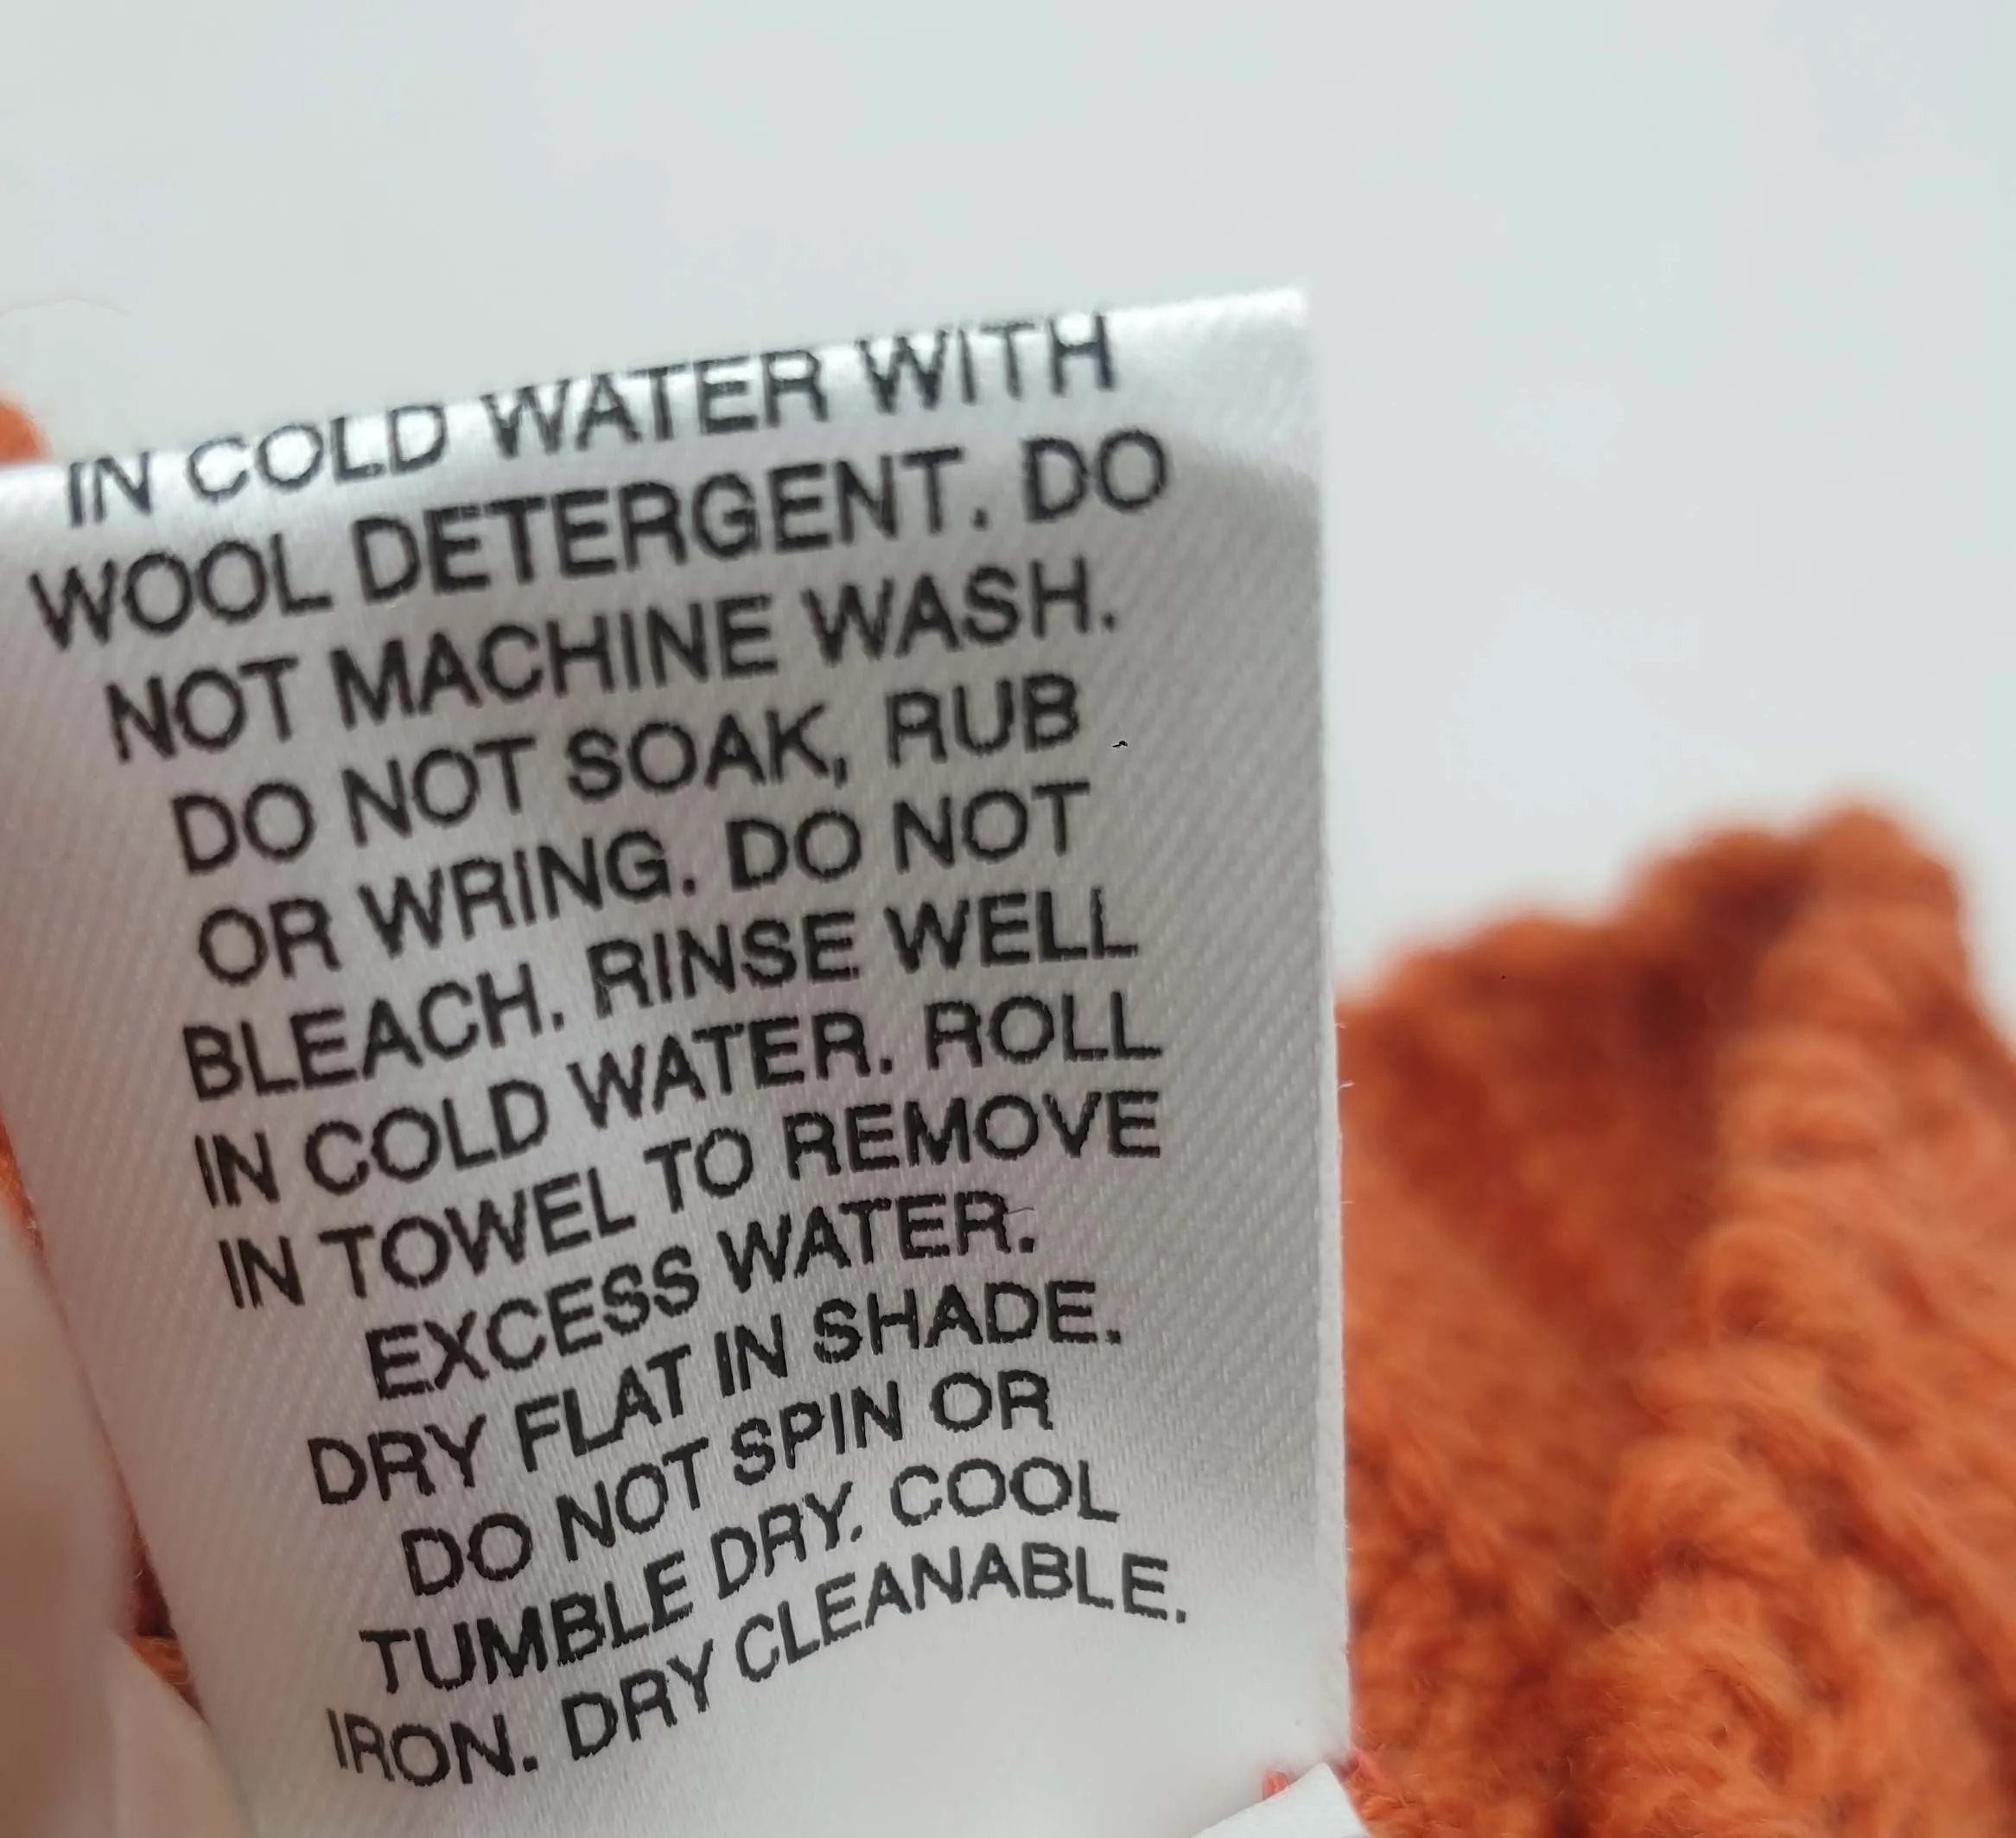 IN COLD WATER WITH
WOOL DETERGENT. DO
NOT MACHINE WASH.
DO NOT SOAK, RUB
OR WRING. DO NOT
BLEACH. RINSE WELL
IN COLD WATER. ROLL
IN TOWEL TO REMOVE
EXCESS WATER.
DRY FLAT IN SHADE.
DO NOT SPIN OR
TUMBLE DRY. COOL
IRON. DRY CLEANABLE.